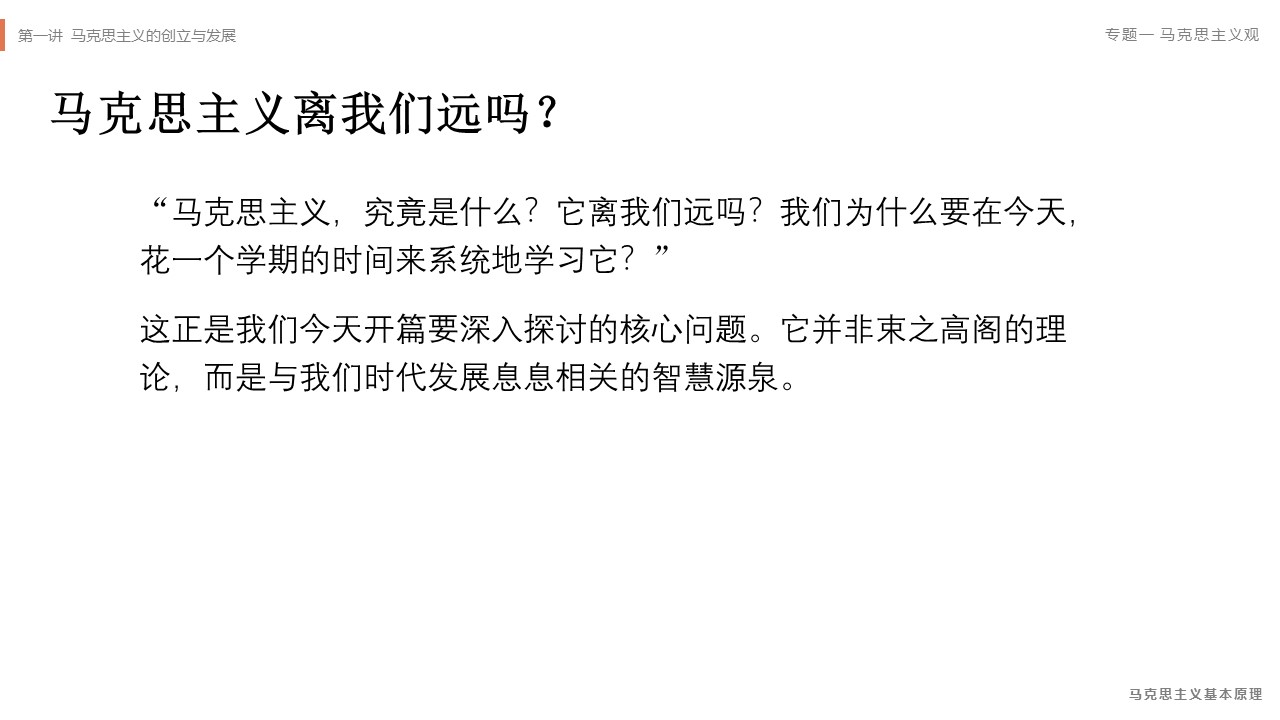 第一讲 马克思主义的创立与发展
专题一 马克思主义观
马克思主义离我们远吗？
“马克思主义，究竟是什么？它离我们远吗？我们为什么要在今天，
花一个学期的时间来系统地学习它？”
这正是我们今天开篇要深入探讨的核心问题。它并非束之高阁的理
论，而是与我们时代发展息息相关的智慧源泉。
马克思主义基本原理